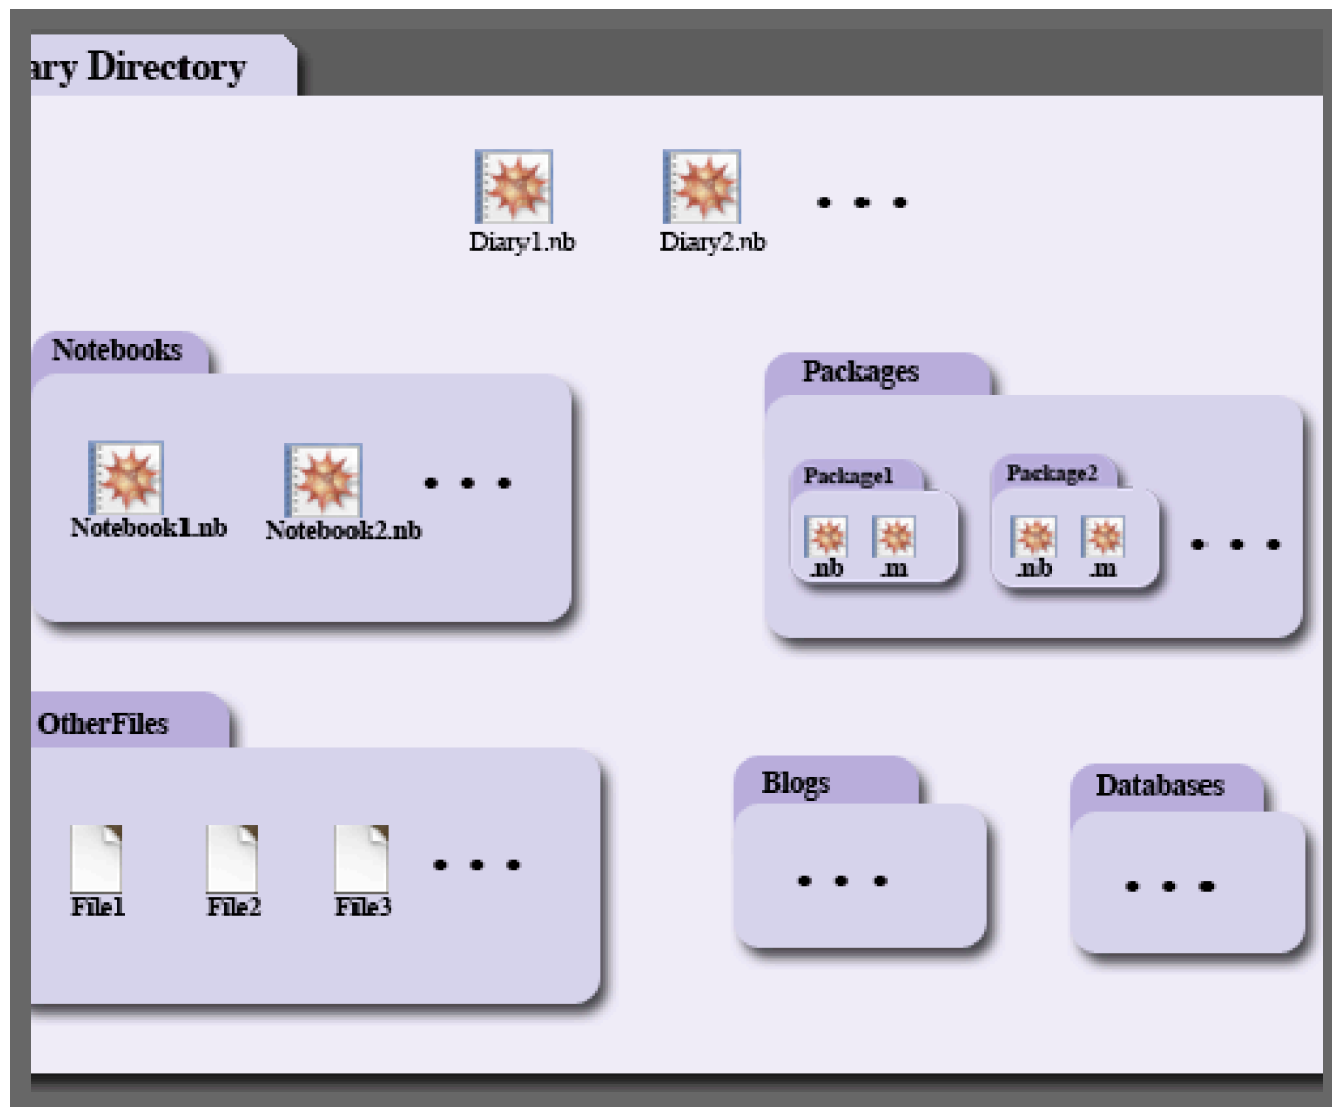 ary Directory
Diary1.nb
Diary2.nb
Notebooks
Notebook1.nb
Notebook2.nb
Packages
Package1
.nb
.m
Package2
.nb
.m
OtherFiles
File1
File2
File3
Blogs
Databases